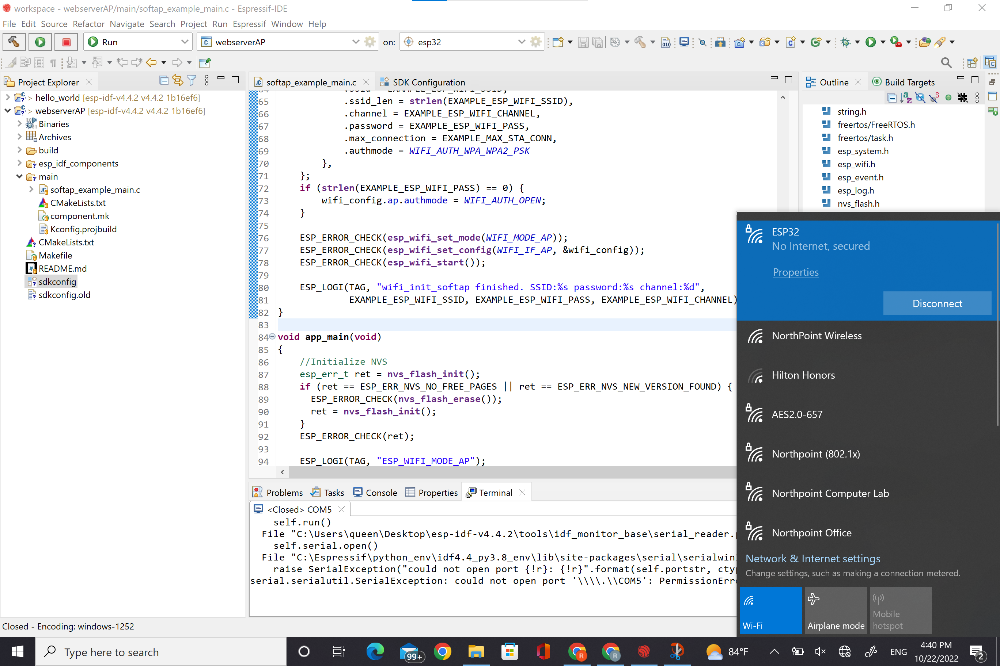 workspace - webserverAP/main/softap_example_main.c - Espressif-IDE
File Edit Source Refactor Navigate Search Project Run Espressif Window Help
Run
webserverAP
on:
esp32
Project Explorer
hello_world [esp-idf-v4.4.2 v4.4.2 1b16ef6]
> webserverAP [esp-idf-v4.4.2 v4.4.2 1b16ef6]
Binaries
Archives
build
esp_idf_components
main
softap_example_main.c
CMakeLists.txt
component.mk
Kconfig.projbuild
CMakeLists.txt
Makefile
README.md
sdkconfig
sdkconfig.old
softap_example_main.c
SDK Configuration
64 .ssid = EXAMPLE_ESP_WIFI_SSID,
65 .ssid_len = strlen(EXAMPLE_ESP_WIFI_SSID),
66 .channel = EXAMPLE_ESP_WIFI_CHANNEL,
67 .password = EXAMPLE_ESP_WIFI_PASS,
68 .max_connection = EXAMPLE_MAX_STA_CONN,
69 .authmode = WIFI_AUTH_WPA_WPA2_PSK
70 },
71 };
72 if (strlen(EXAMPLE_ESP_WIFI_PASS) == 0) {
73 wifi_config.ap.authmode = WIFI_AUTH_OPEN;
74 }
75
76 ESP_ERROR_CHECK(esp_wifi_set_mode(WIFI_MODE_AP));
77 ESP_ERROR_CHECK(esp_wifi_set_config(WIFI_IF_AP, &wifi_config));
78 ESP_ERROR_CHECK(esp_wifi_start());
79
80 ESP_LOGI(TAG, "wifi_init_softap finished. SSID:%s password:%s channel:%d",
81 EXAMPLE_ESP_WIFI_SSID, EXAMPLE_ESP_WIFI_PASS, EXAMPLE_ESP_WIFI_CHANNEL)
82 }
83
84 void app_main(void)
85 {
86 //Initialize NVS
87 esp_err_t ret = nvs_flash_init();
88 if (ret == ESP_ERR_NVS_NO_FREE_PAGES || ret == ESP_ERR_NVS_NEW_VERSION_FOUND) {
89 ESP_ERROR_CHECK(nvs_flash_erase());
90 ret = nvs_flash_init();
91 }
92 ESP_ERROR_CHECK(ret);
93
94 ESP_LOGI(TAG, "ESP_WIFI_MODE_AP");
Outline
Build Targets
string.h
freertos/FreeRTOS.h
freertos/task.h
esp_system.h
esp_wifi.h
esp_event.h
esp_log.h
nvs_flash.h
Problems Tasks Console Properties Terminal
<Closed> COM5
self.run()
File "C:\Users\queen\Desktop\esp-idf-v4.4.2\tools\idf_monitor_base\serial_reader.
self.serial.open()
File "C:\Espressif\python_env\idf4.4_py3.8_env\lib\site-packages\serial\serialwin
raise SerialException("could not open port {!r}: {!r}".format(self.portstr, cty
serial.serialutil.SerialException: could not open port '\\\\.\\COM5': PermissionErr
Closed - Encoding: windows-1252
ESP32
No Internet, secured
Properties
Disconnect
NorthPoint Wireless
Hilton Honors
AES2.0-657
Northpoint (802.1x)
Northpoint Computer Lab
Northpoint Office
Network & Internet settings
Change settings, such as making a connection metered.
Wi-Fi
Airplane mode
Mobile hotspot
Type here to search
99+
R
R
84°F
ENG
4:40 PM
10/22/2022
2